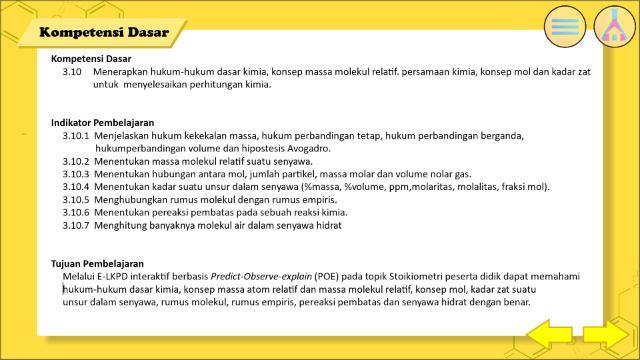 Kompetensi Dasar
Kompetensi Dasar
3.10 Menerapkan hukum-hukum dasar kimia, konsep massa molekul relatif. persamaan kimia, konsep mol dan kadar zat
untuk menyelesaikan perhitungan kimia.
Indikator Pembelajaran
3.10.1 Menjelaskan hukum kekekalan massa, hukum perbandingan tetap, hukum perbandingan berganda,
hukumperbandingan volume dan hipostesis Avogadro.
3.10.2 Menentukan massa molekul relatif suatu senyawa.
3.10.3 Menentukan hubungan antara mol, jumlah partikel, massa molar dan volume nolar gas.
3.10.4 Menentukan kadar suatu unsur dalam senyawa (%massa, %volume, ppm,molaritas, molalitas, fraksi mol).
3.10.5 Menghubungkan rumus molekul dengan rumus empiris.
3.10.6 Menentukan pereaksi pembatas pada sebuah reaksi kimia.
3.10.7 Menghitung banyaknya molekul air dalam senyawa hidrat
Tujuan Pembelajaran
Melalui E-LKPD interaktif berbasis Predict-Observe-explain (POE) pada topik Stoikiometri peserta didik dapat memahami
hukum-hukum dasar kimia, konsep massa atom relatif dan massa molekul relatif, konsep mol, kadar zat suatu
unsur dalam senyawa, rumus molekul, rumus empiris, pereaksi pembatas dan senyawa hidrat dengan benar.